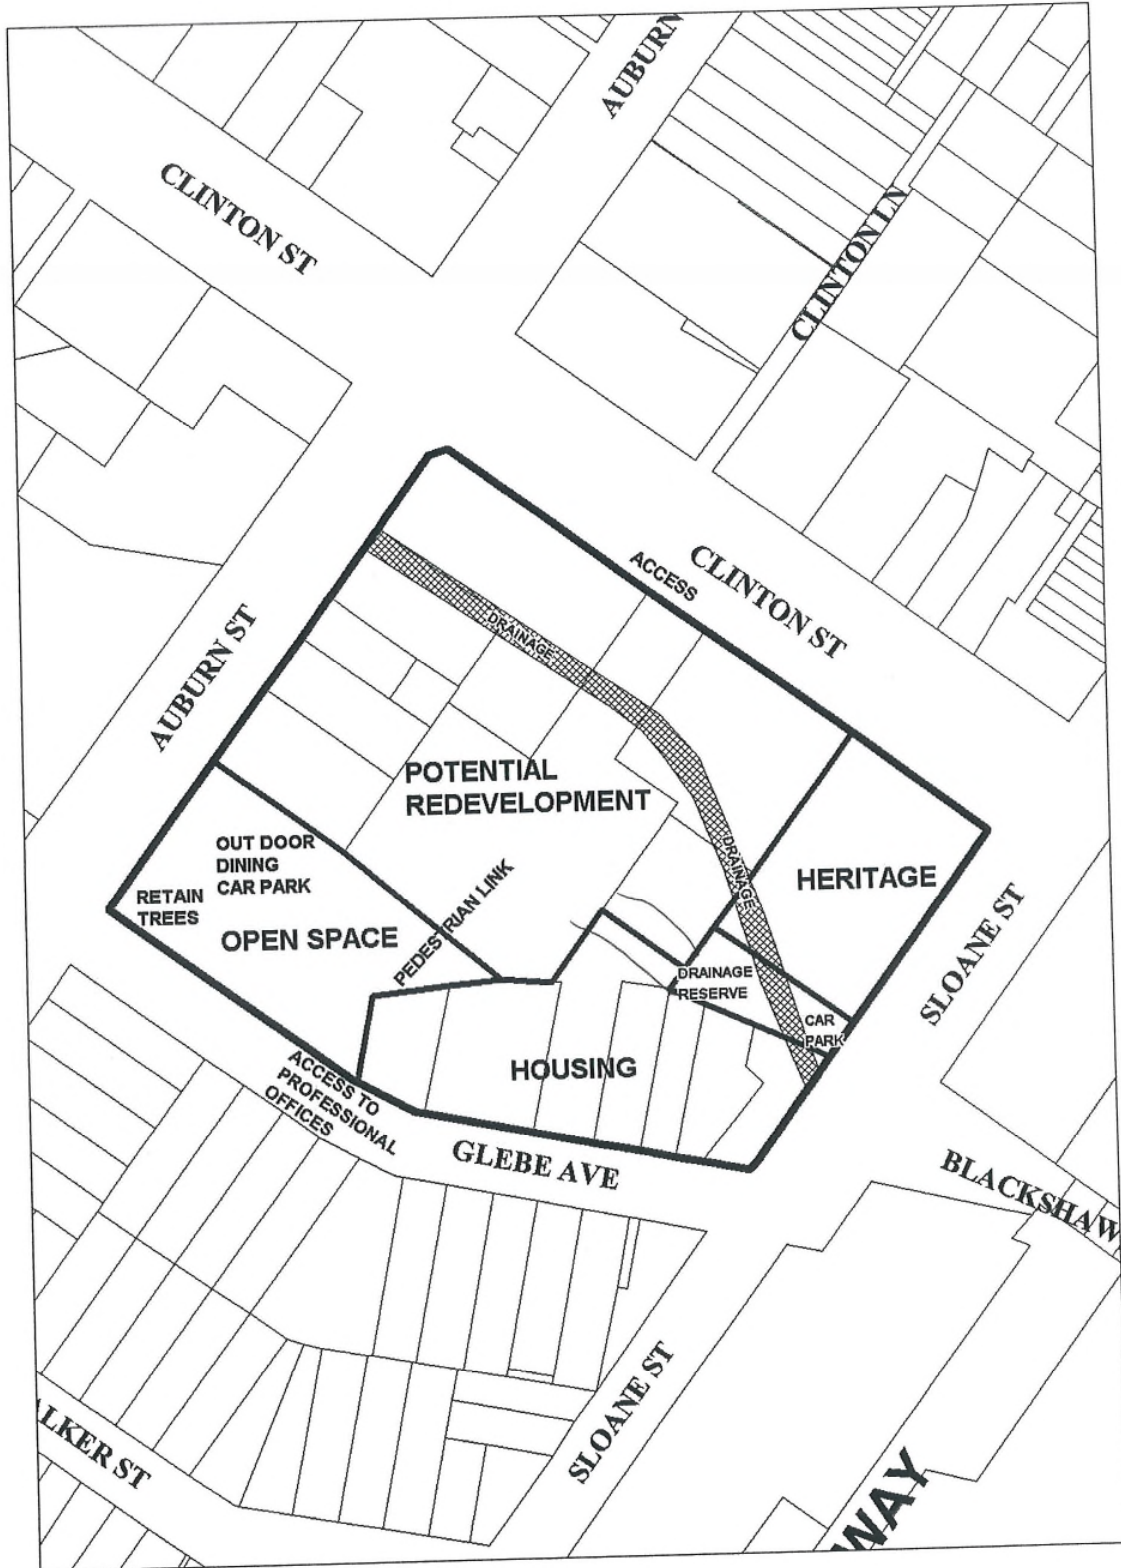 AUBURN
CLINTON ST
CLINTON LN
ACCESS
CLINTON ST
DRAINAGE
AUBURN ST
POTENTIAL
REDEVELOPMENT
OUT DOOR
DINING
CAR PARK
RETAIN
TREES
OPEN SPACE
PEDESTRIAN LINK
DRAINAGE
HERITAGE
SLOANE ST
DRAINAGE
RESERVE
CAR
PARK
HOUSING
ACCESS TO
PROFESSIONAL
OFFICES
GLEBE AVE
BLACKSHAW
SLOANE ST
ALKER ST
WAY